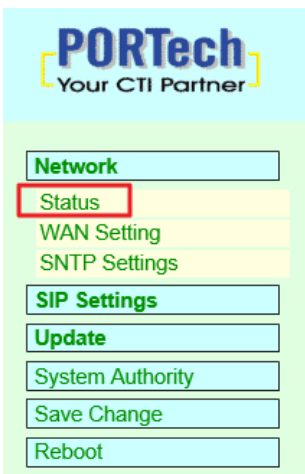 PORTech
Your CTI Partner
Network
Status
WAN Setting
SNTP Settings
SIP Settings
Update
System Authority
Save Change
Reboot